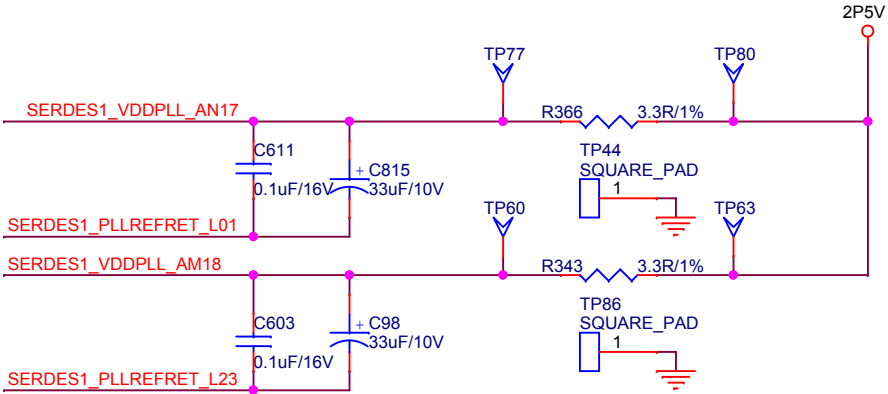 2P5V
TP77
TP80
SERDES1_VDDPLL_AN17
R366
3.3R/1%
C611
0.1uF/16V
+ C815
33uF/10V
TP44
SQUARE_PAD
1
SERDES1_PLLREFRET_L01
TP60
TP63
SERDES1_VDDPLL_AM18
R343
3.3R/1%
C603
0.1uF/16V
+ C98
33uF/10V
TP86
SQUARE_PAD
1
SERDES1_PLLREFRET_L23